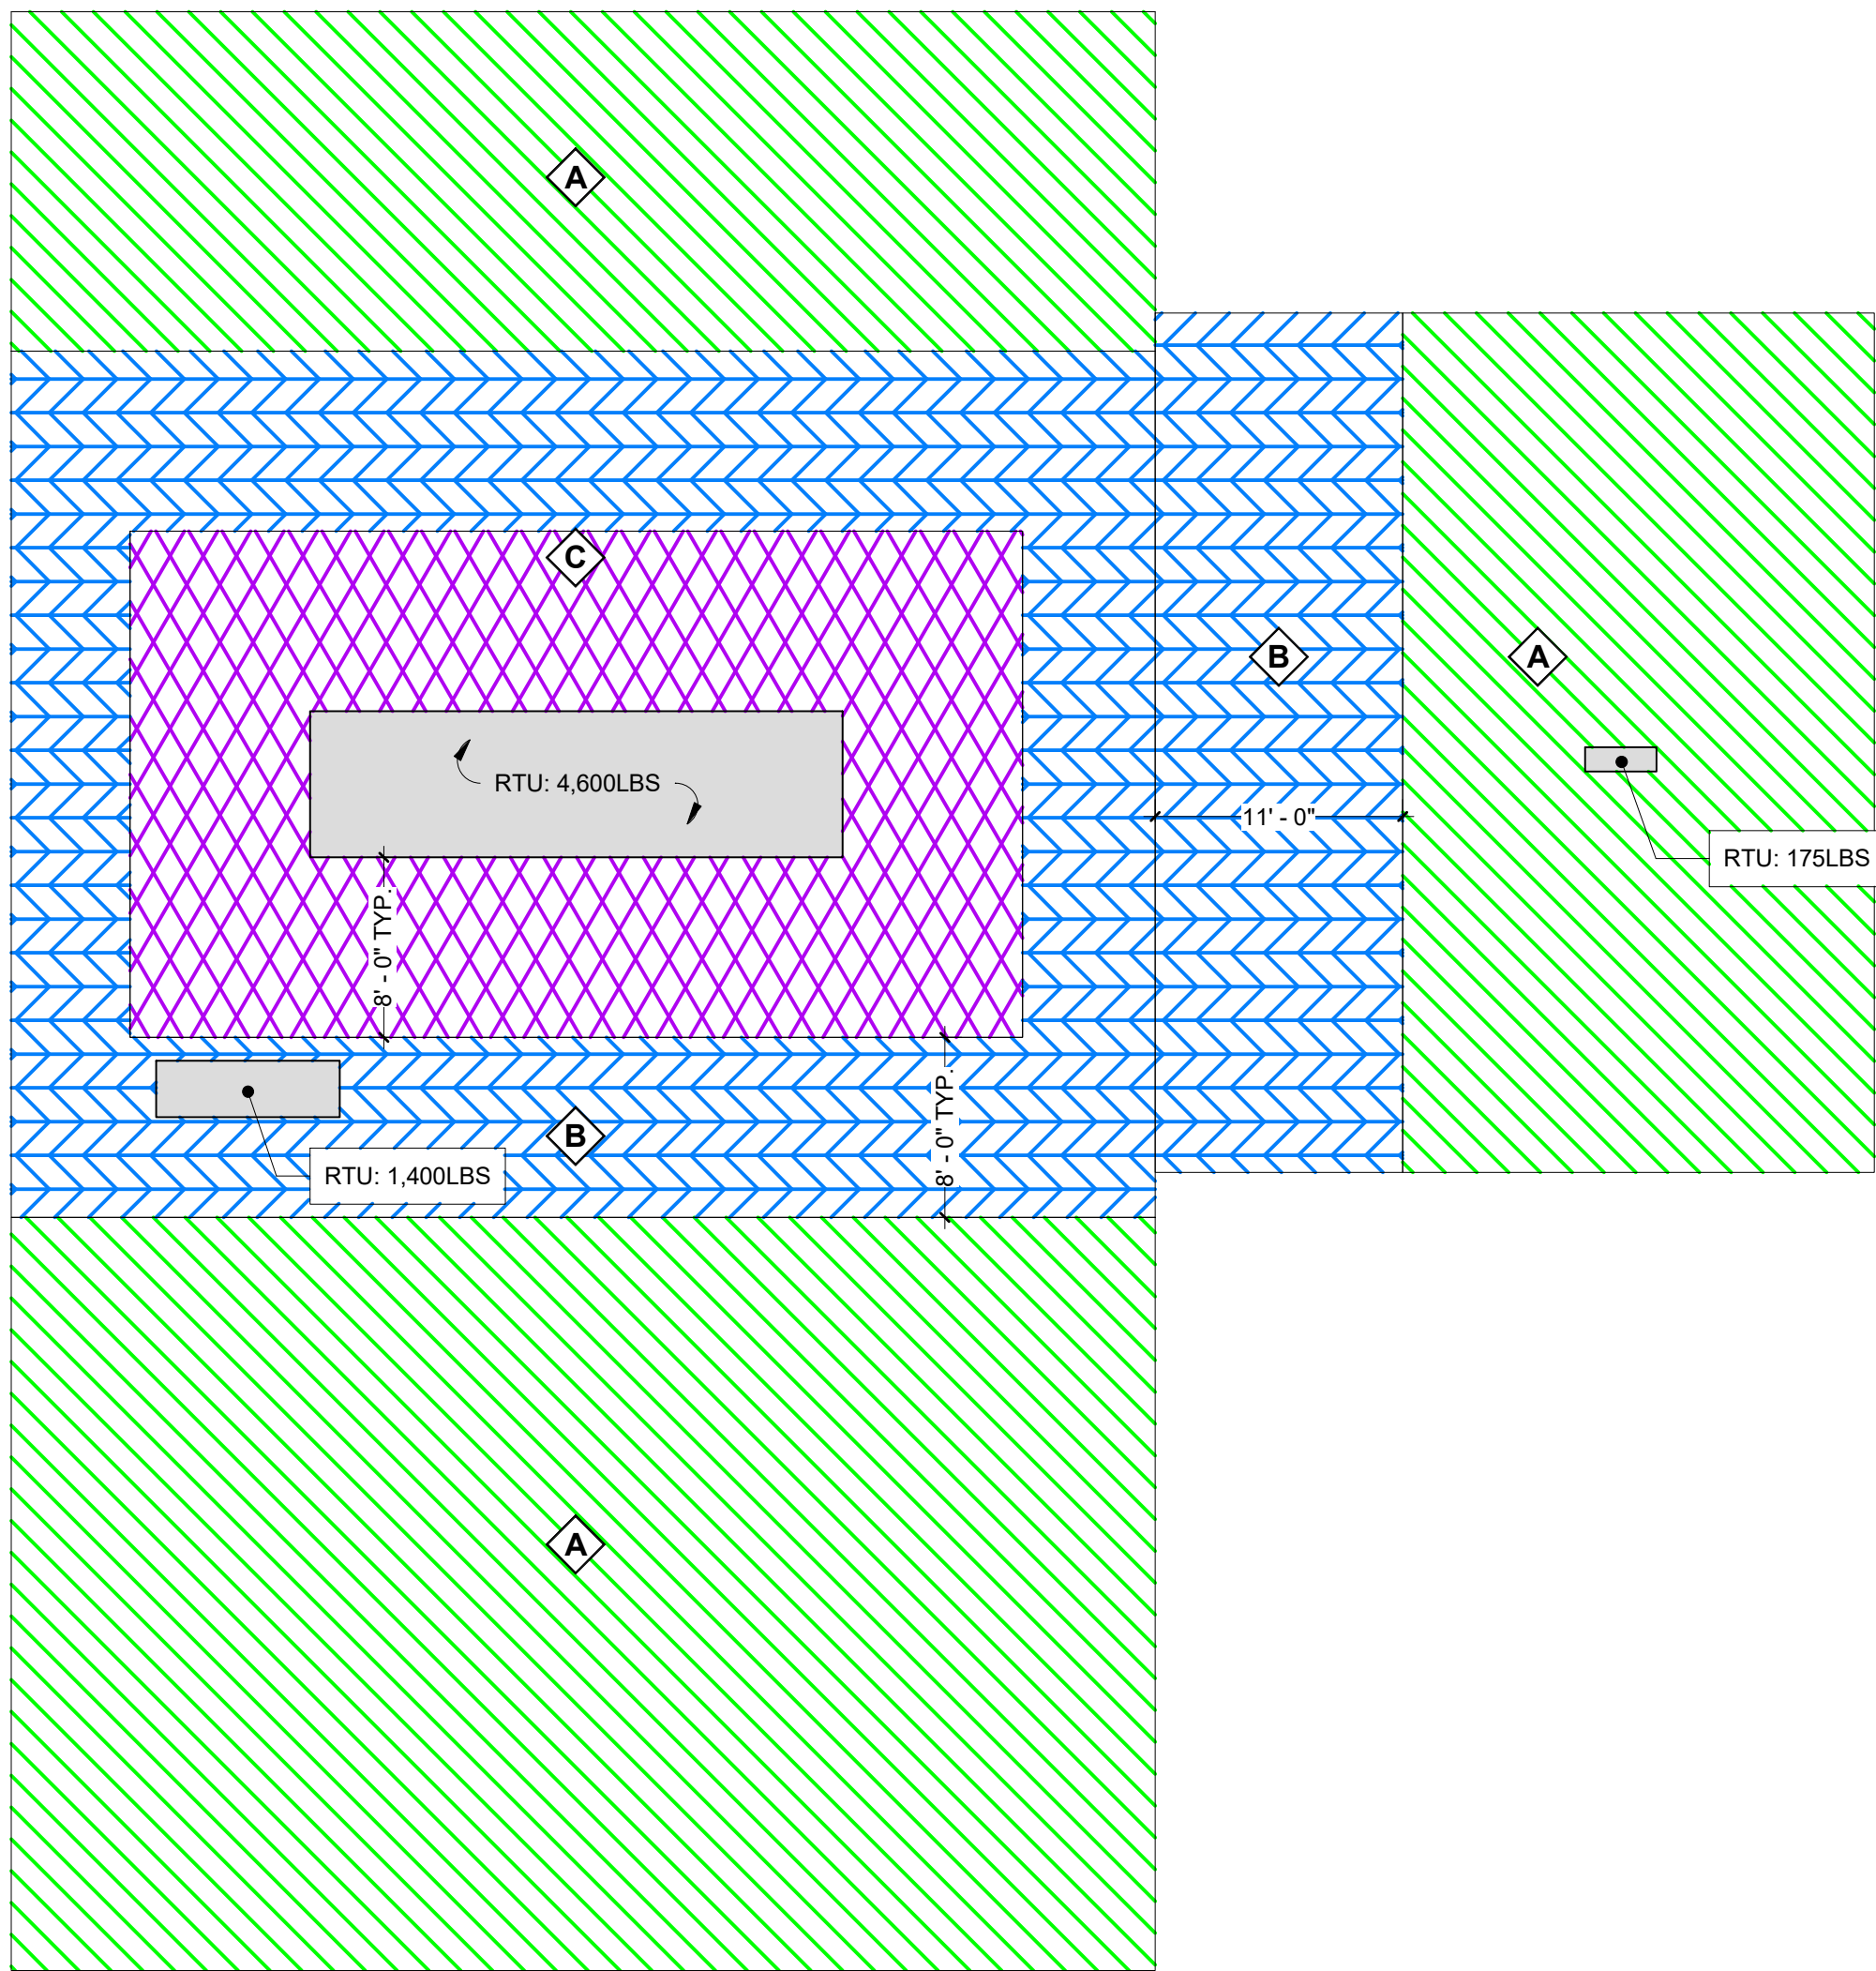 A
C
B
A
RTU: 4,600LBS
11' - 0"
RTU: 175LBS
8' - 0" TYP.
8' - 0" TYP.
B
RTU: 1,400LBS
A